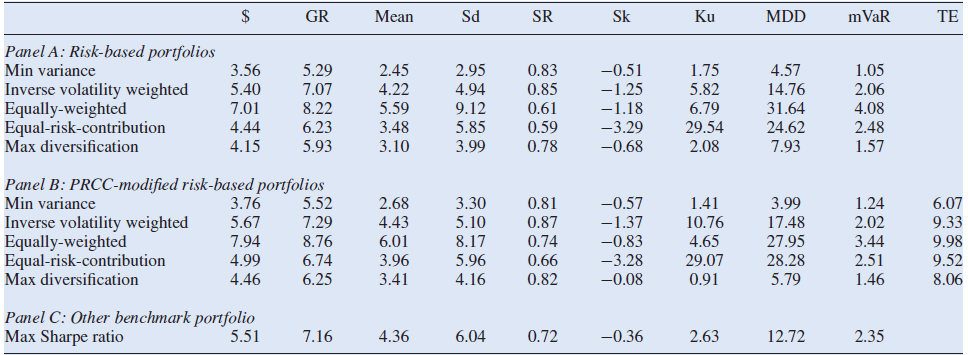 $ GR Mean Sd SR Sk Ku MDD mVaR TE
Panel A: Risk-based portfolios
Min variance 3.56 5.29 2.45 2.95 0.83 −0.51 1.75 4.57 1.05
Inverse volatility weighted 5.40 7.07 4.22 4.94 0.85 −1.25 5.82 14.76 2.06
Equally-weighted 7.01 8.22 5.59 9.12 0.61 −1.18 6.79 31.64 4.08
Equal-risk-contribution 4.44 6.23 3.48 5.85 0.59 −3.29 29.54 24.62 2.48
Max diversification 4.15 5.93 3.10 3.99 0.78 −0.68 2.08 7.93 1.57
Panel B: PRCC-modified risk-based portfolios
Min variance 3.76 5.52 2.68 3.30 0.81 −0.57 1.41 3.99 1.24 6.07
Inverse volatility weighted 5.67 7.29 4.43 5.10 0.87 −1.37 10.76 17.48 2.02 9.33
Equally-weighted 7.94 8.76 6.01 8.17 0.74 −0.83 4.65 27.95 3.44 9.98
Equal-risk-contribution 4.99 6.74 3.96 5.96 0.66 −3.28 29.07 28.28 2.51 9.52
Max diversification 4.46 6.25 3.41 4.16 0.82 −0.08 0.91 5.79 1.46 8.06
Panel C: Other benchmark portfolio
Max Sharpe ratio 5.51 7.16 4.36 6.04 0.72 −0.36 2.63 12.72 2.35